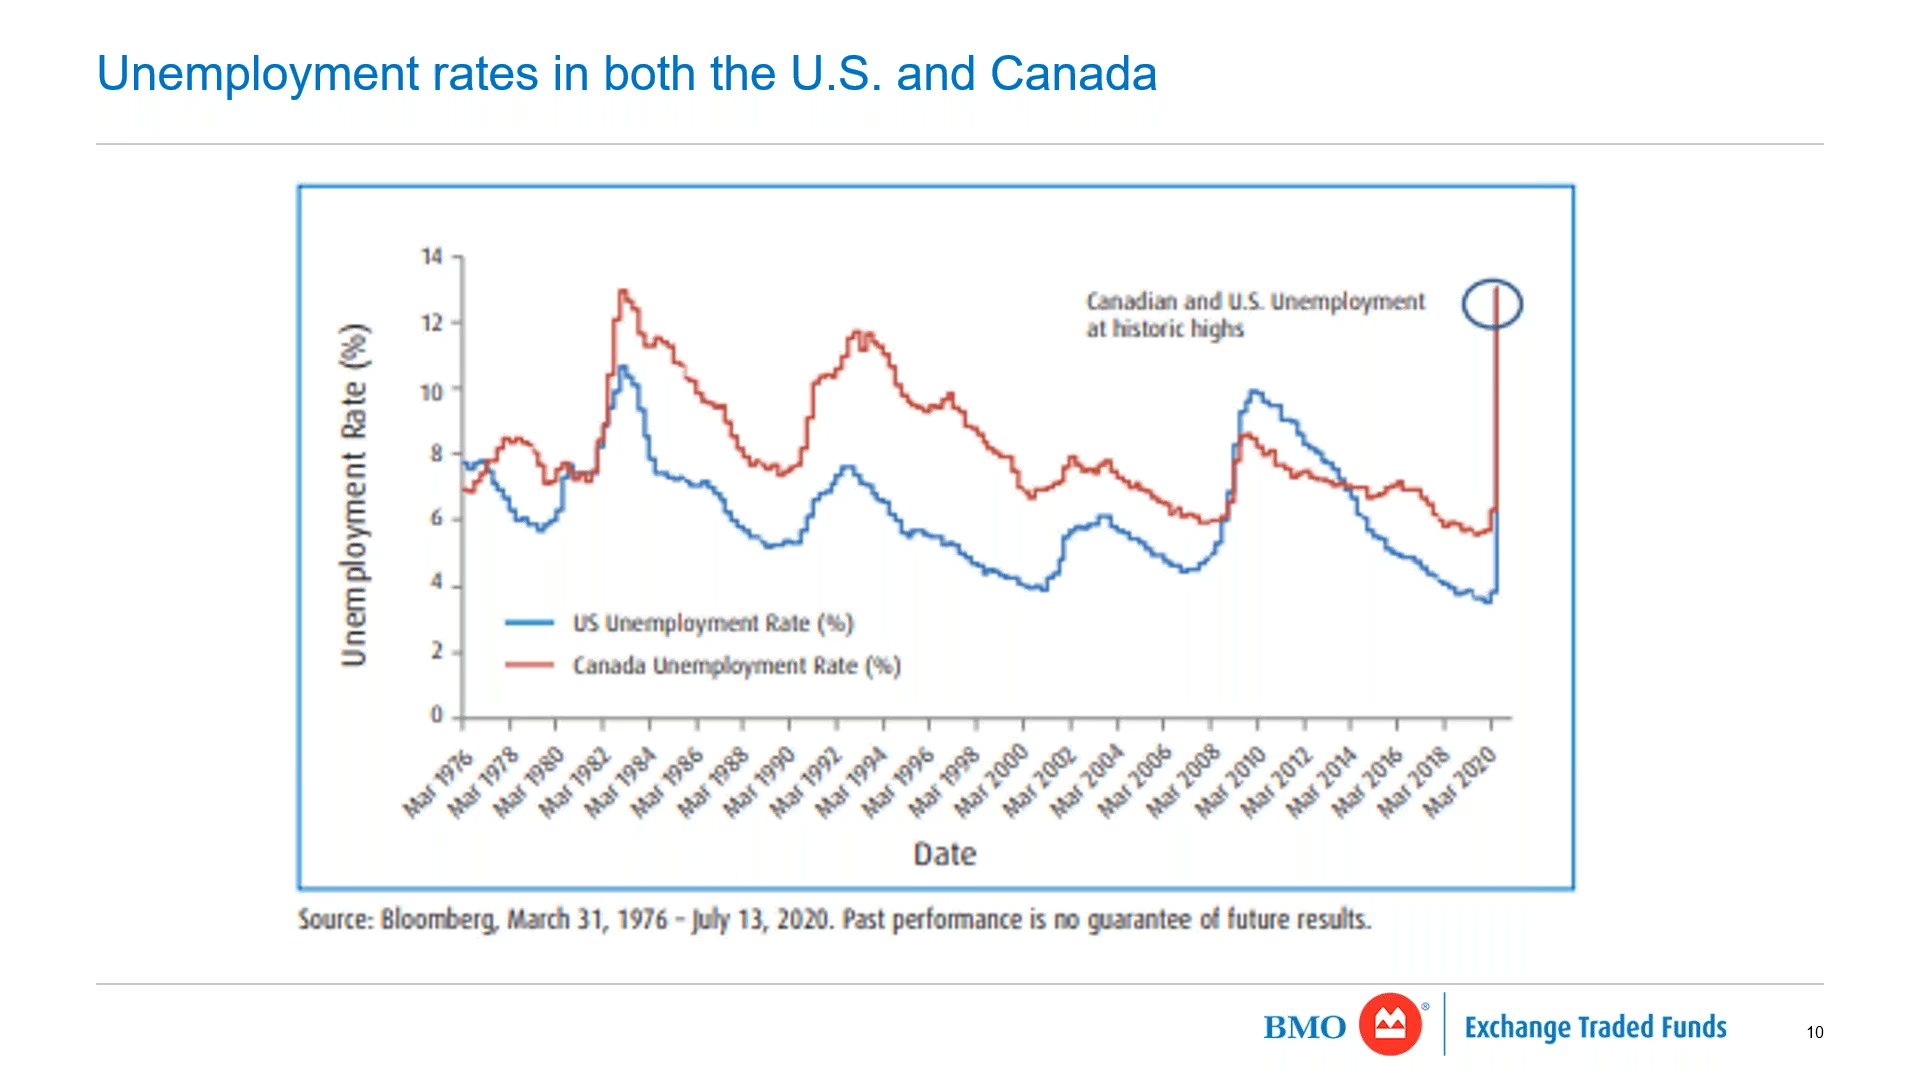 Unemployment rates in both the U.S. and Canada
14
12
10
8
6
4
2
0
Unemployment Rate (%)
Canadian and U.S. Unemployment
at historic highs
US Unemployment Rate (%)
Canada Unemployment Rate (%)
Mar 1976
Mar 1978
Mar 1980
Mar 1982
Mar 1984
Mar 1986
Mar 1988
Mar 1990
Mar 1992
Mar 1994
Mar 1996
Mar 1998
Mar 2000
Mar 2002
Mar 2004
Mar 2006
Mar 2008
Mar 2010
Mar 2012
Mar 2014
Mar 2016
Mar 2018
Mar 2020
Date
Source: Bloomberg, March 31, 1976 – July 13, 2020. Past performance is no guarantee of future results.
BMO ® Exchange Traded Funds
10